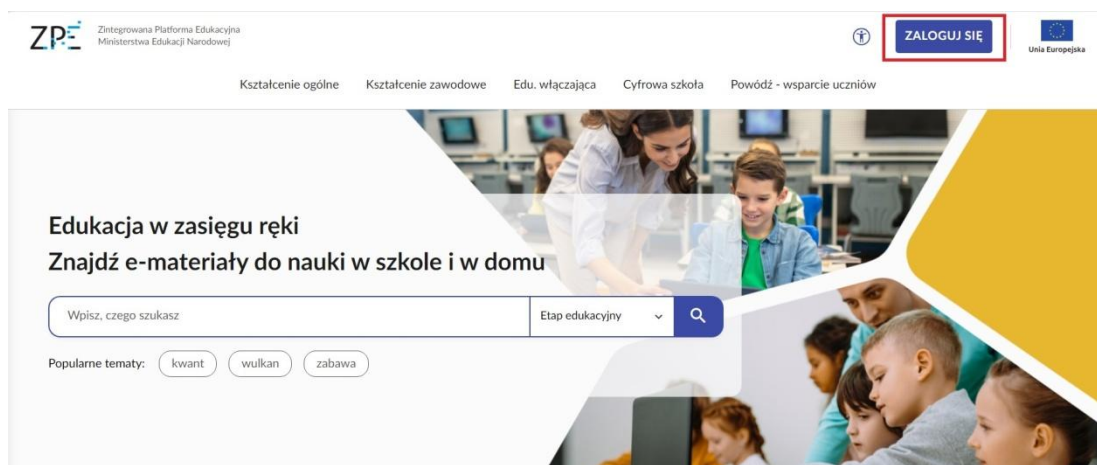 ZPE
Zintegrowana Platforma Edukacyjna
Ministerstwa Edukacji Narodowej
ZALOGUJ SIĘ
Unia Europejska
Kształcenie ogólne Kształcenie zawodowe Edu. włączająca Cyfrowa szkoła Powódź - wsparcie uczniów
Edukacja w zasięgu ręki
Znajdź e-materiały do nauki w szkole i w domu
Wpisz, czego szukasz Etap edukacyjny
Popularne tematy: kwant wulkan zabawa